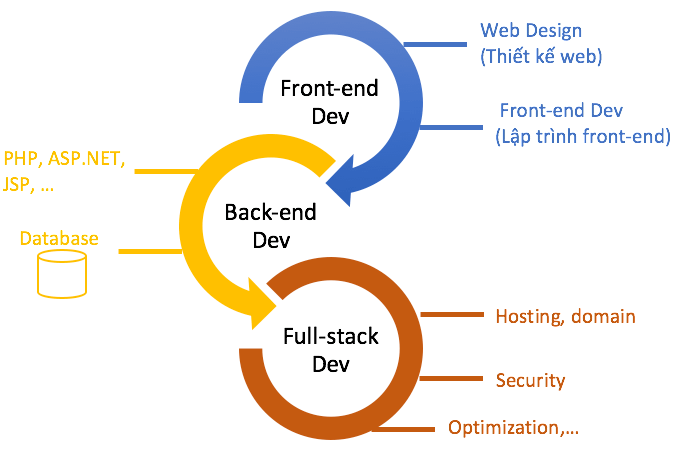 Web Design
(Thiết kế web)
Front-end
Dev
Front-end Dev
(Lập trình front-end)
PHP, ASP.NET,
JSP, ...
Back-end
Dev
Database
Full-stack
Dev
Hosting, domain
Security
Optimization,...